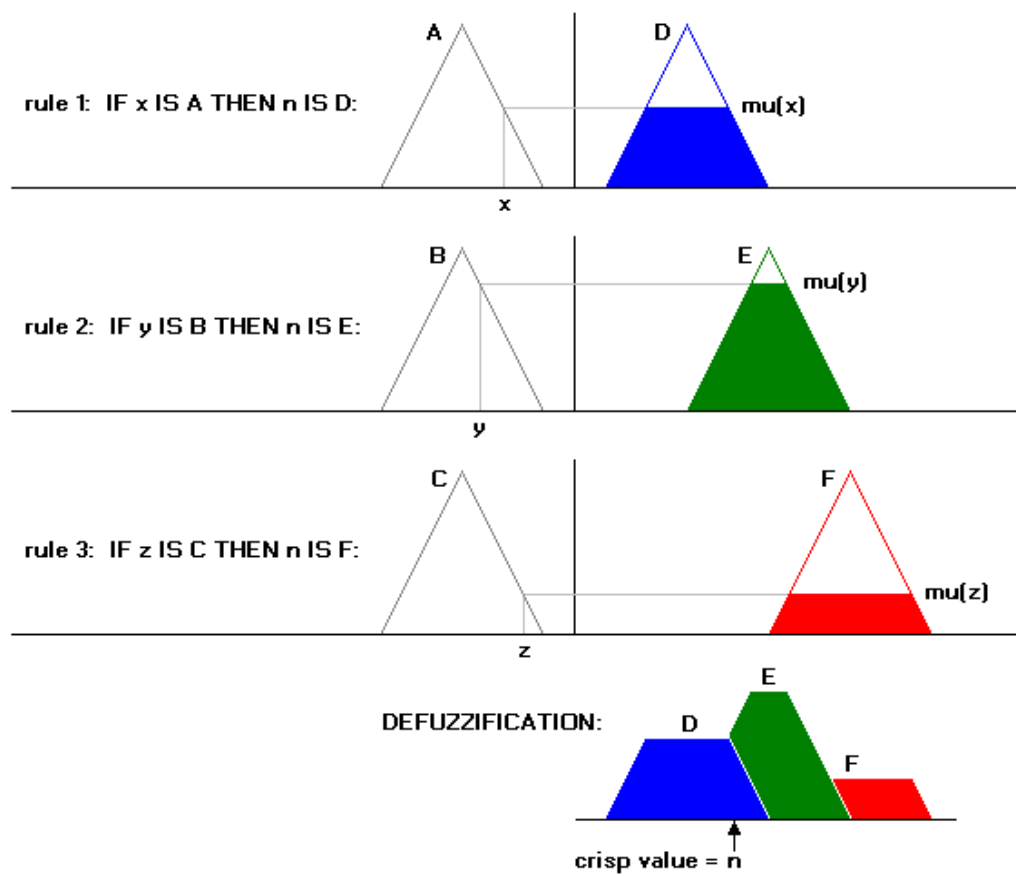 A D
rule 1: IF x IS A THEN n IS D: mu(x)
x
B E
mu(y)
rule 2: IF y IS B THEN n IS E:
y
C F
rule 3: IF z IS C THEN n IS F:
mu(z)
z
E
DEFUZZIFICATION: D
F
crisp value = n